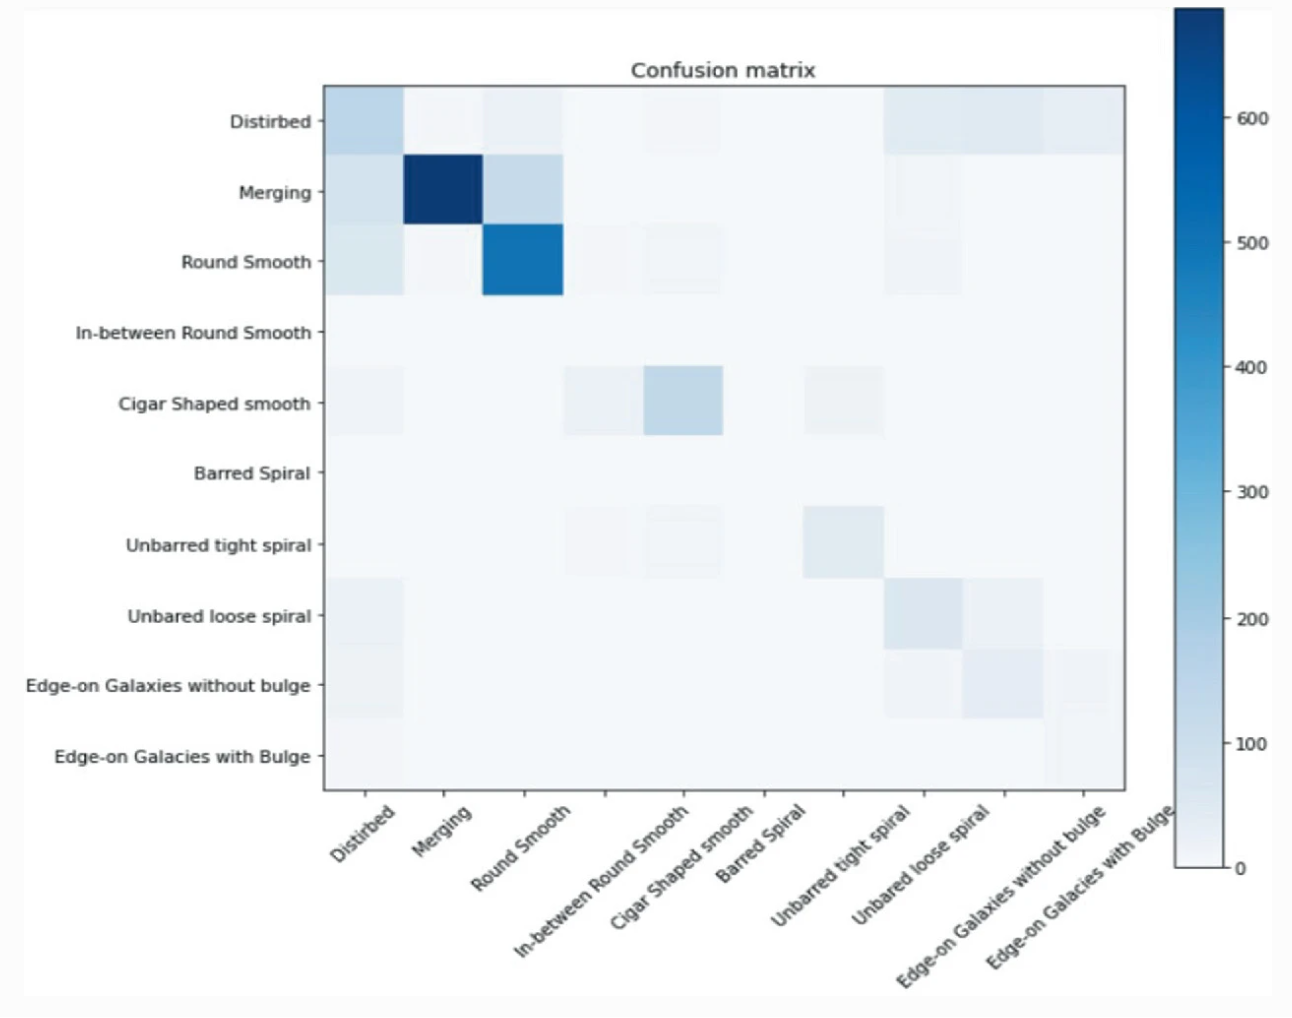 Confusion matrix
Distirbed
Merging
Round Smooth
In-between Round Smooth
Cigar Shaped smooth
Barred Spiral
Unbarred tight spiral
Unbared loose spiral
Edge-on Galaxies without bulge
Edge-on Galacies with Bulge
Distirbed
Merging
Round Smooth
In-between Round Smooth
Cigar Shaped smooth
Barred Spiral
Unbarred tight spiral
Unbared loose spiral
Edge-on Galaxies without bulge
Edge-on Galacies with Bulge
600
500
400
300
200
100
0